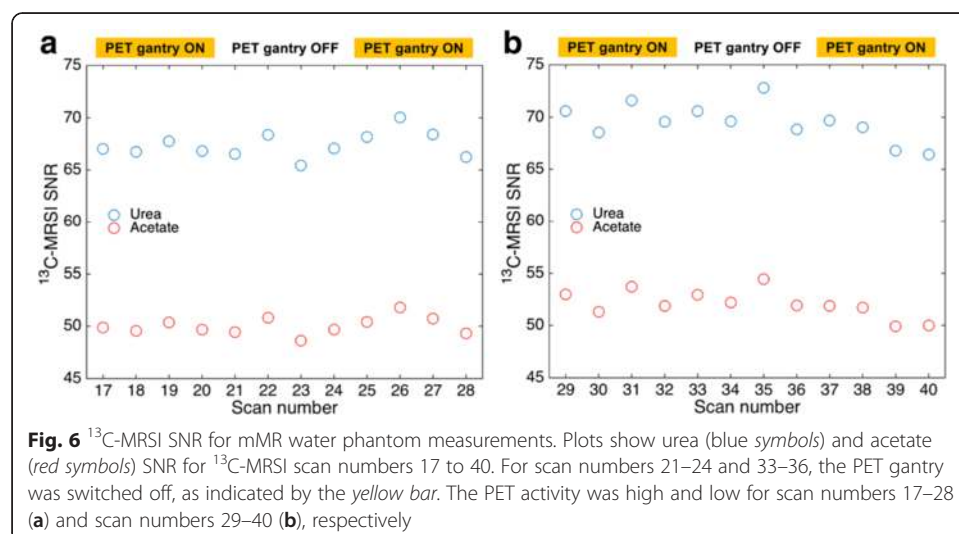 a
PET gantry ON PET gantry OFF PET gantry ON
75
70
65
60
55
50
45
¹³C-MRSI SNR
Urea
Acetate
17 18 19 20 21 22 23 24 25 26 27 28
Scan number
b
PET gantry ON PET gantry OFF PET gantry ON
75
70
65
60
55
50
45
¹³C-MRSI SNR
Urea
Acetate
29 30 31 32 33 34 35 36 37 38 39 40
Scan number
Fig. 6 ¹³C-MRSI SNR for mMR water phantom measurements. Plots show urea (blue symbols) and acetate
(red symbols) SNR for ¹³C-MRSI scan numbers 17 to 40. For scan numbers 21–24 and 33–36, the PET gantry
was switched off, as indicated by the yellow bar. The PET activity was high and low for scan numbers 17–28
(a) and scan numbers 29–40 (b), respectively